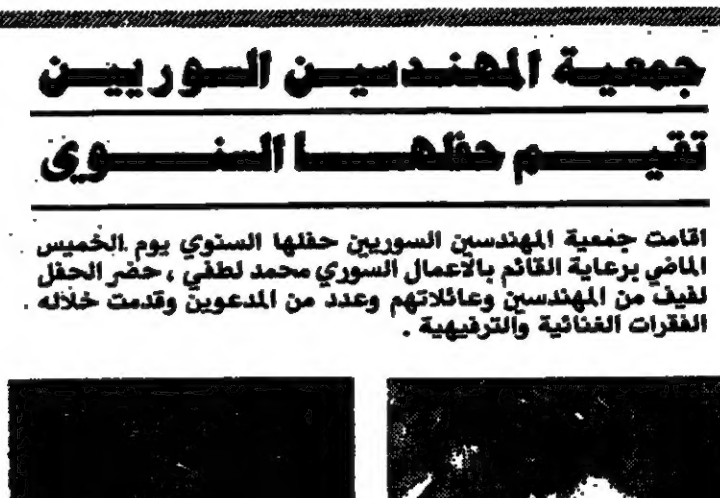 جمعية المهندسين السوريين
تقيم حفلها السنوى
اقامت جمعية المهندسين السوريين حفلها السنوي يوم الخميس
الماضي برعاية القائم بالاعمال السوري محمد لطفي ، حضر الحفل
لفيف من المهندسين وعائلاتهم وعدد من المدعوين وقدمت خلاله
الفقرات الغنائية والترفيهية .